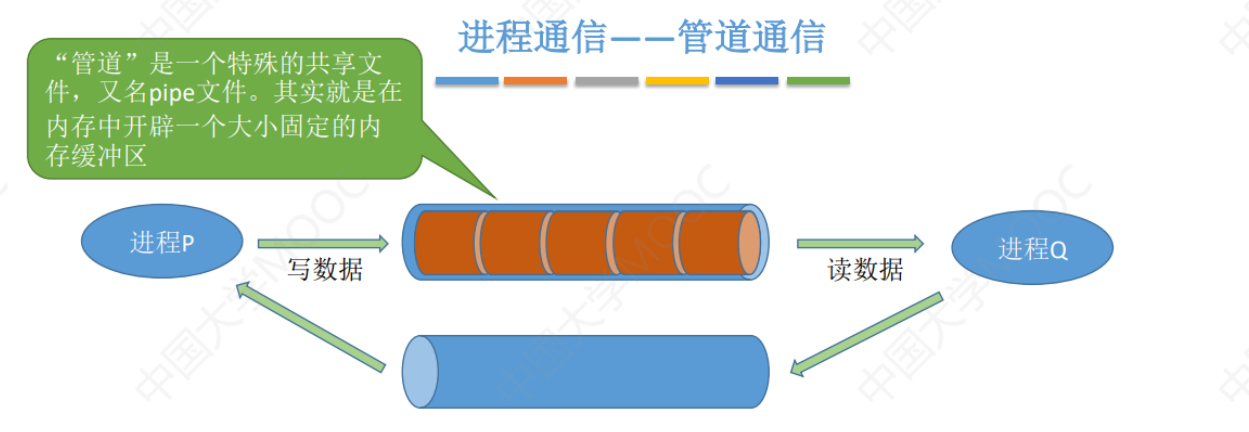 进程通信——管道通信
“管道”是一个特殊的共享文
件，又名pipe文件。其实就是在
内存中开辟一个大小固定的内
存缓冲区
进程P
写数据
读数据
进程Q
中国大学MOOC